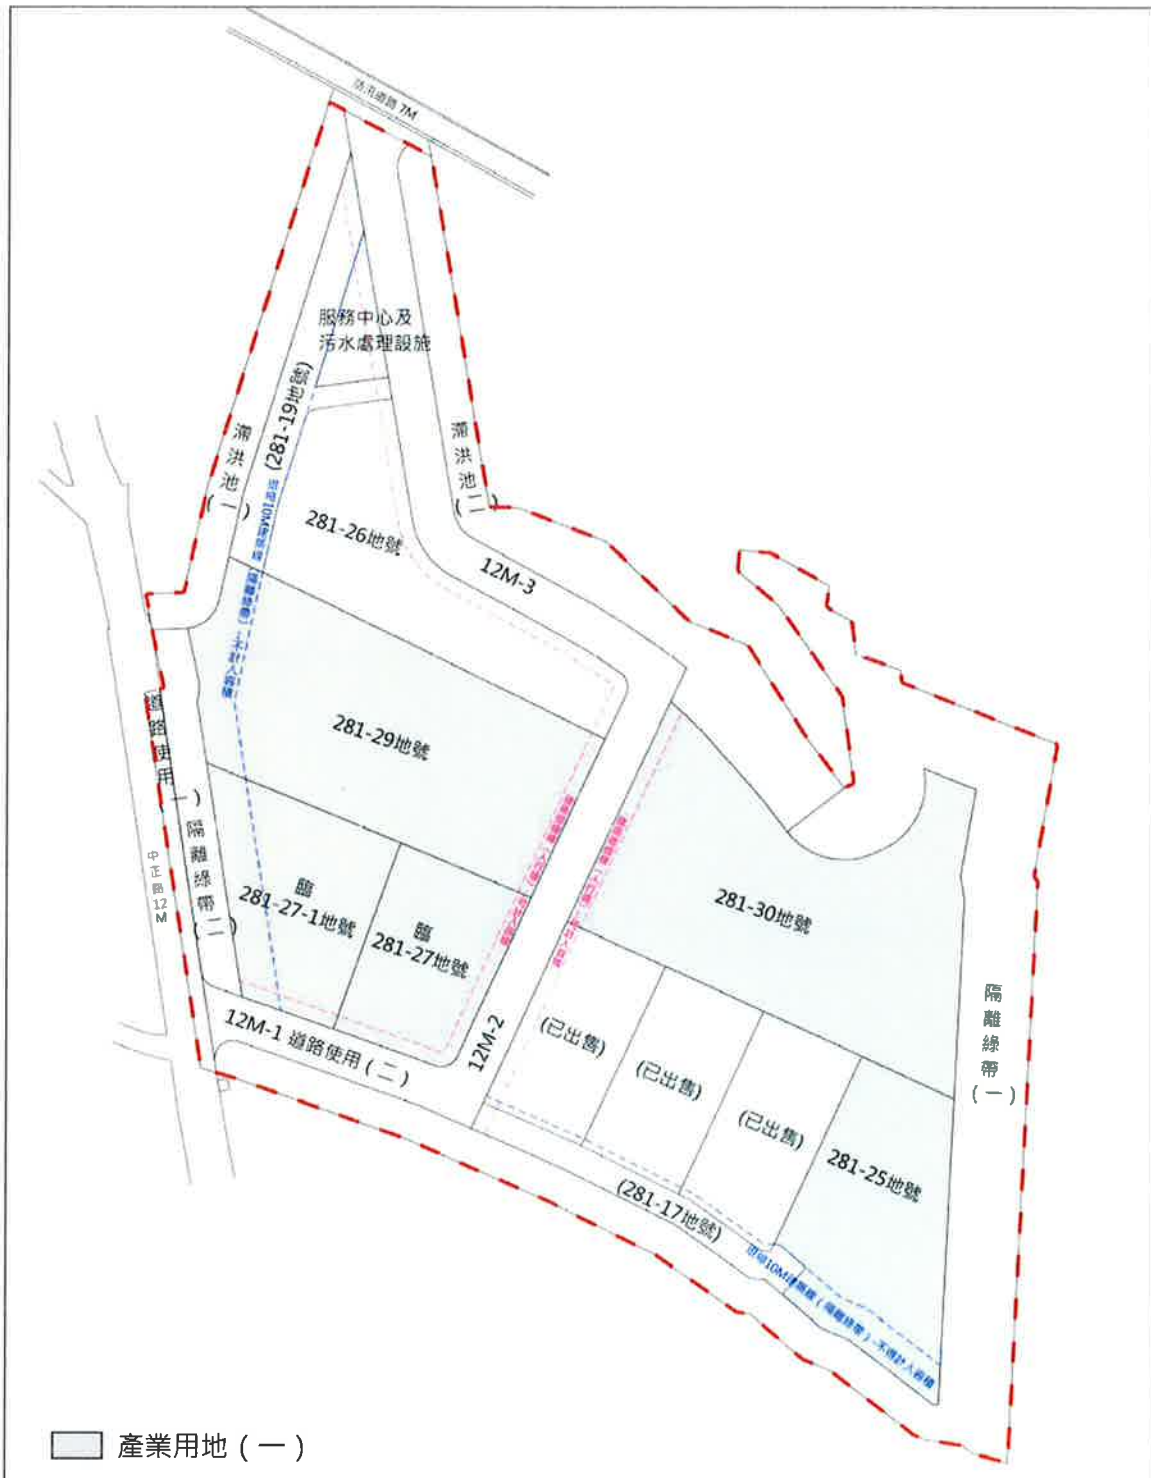 防汛道路 7M
服務中心及
污水處理設施
(281-19地號)
滯洪池(一)
滯洪池(二)
281-26地號
12M-3
281-29地號
道路使用(一)
隔離綠帶(二)
中正路12M
臨
281-27-1地號
臨
281-27地號
281-30地號
12M-1 道路使用(二)
12M-2
(已出售)
(已出售)
(已出售)
281-25地號
隔離綠帶(一)
(281-17地號)
產業用地(一)